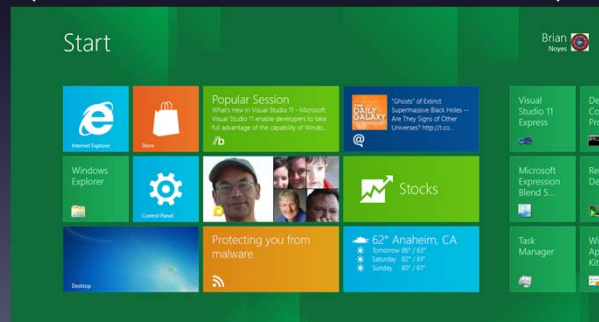 Start
Brian
Noyes
Internet Explorer
Store
Popular Session
What's new in Visual Studio 11 - Microsoft
Visual Studio 11 enable developers to take
full advantage of the capability of Windo...
//b
THE
DAILY
GALAXY
"Ghosts" of Extinct
Supermassive Black Holes --
Are They Signs of Other
Universes? http://t.co...
@
Visual
Studio 11
Express
Windows
Explorer
Control Panel
Stocks
Microsoft
Expression
Blend 5...
Desktop
Protecting you from
malware
62° Anaheim, CA
Tomorrow 86° / 63°
Saturday 82° / 61°
Sunday 80° / 61°
Task
Manager